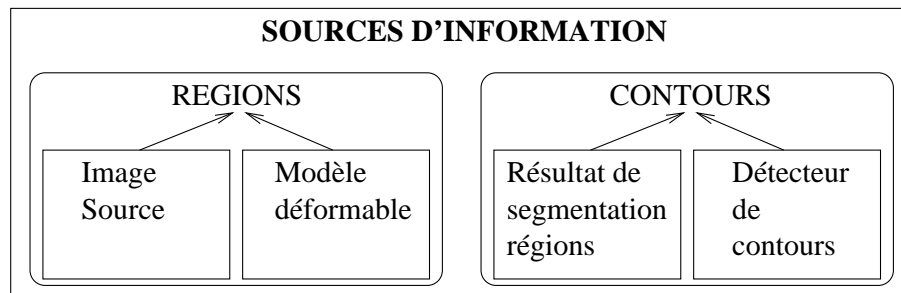 SOURCES D'INFORMATION
REGIONS
Image
Source
Modèle
déformable
CONTOURS
Résultat de
segmentation
régions
Détecteur
de
contours